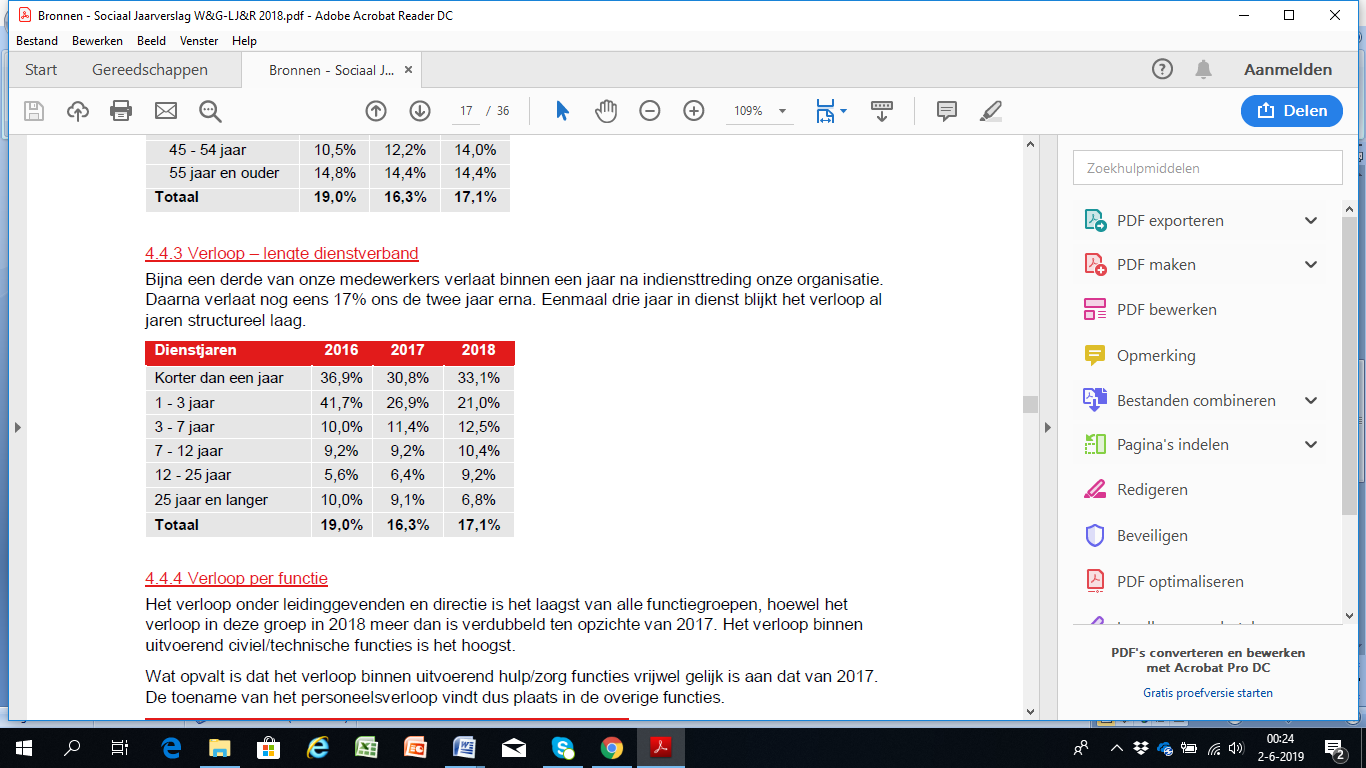 Bronnen - Sociaal Jaarverslag W&G-LJ&R 2018.pdf - Adobe Acrobat Reader DC
Bestand Bewerken Beeld Venster Help
Start Gereedschappen Bronnen - Sociaal J... × Aanmelden
17 / 36 109% Delen
45 - 54 jaar 10,5% 12,2% 14,0%
55 jaar en ouder 14,8% 14,4% 14,4%
Totaal 19,0% 16,3% 17,1%
4.4.3 Verloop – lengte dienstverband
Bijna een derde van onze medewerkers verlaat binnen een jaar na indiensttreding onze organisatie.
Daarna verlaat nog eens 17% ons de twee jaar erna. Eenmaal drie jaar in dienst blijkt het verloop al
jaren structureel laag.
Dienstjaren 2016 2017 2018
Korter dan een jaar 36,9% 30,8% 33,1%
1 - 3 jaar 41,7% 26,9% 21,0%
3 - 7 jaar 10,0% 11,4% 12,5%
7 - 12 jaar 9,2% 9,2% 10,4%
12 - 25 jaar 5,6% 6,4% 9,2%
25 jaar en langer 10,0% 9,1% 6,8%
Totaal 19,0% 16,3% 17,1%
4.4.4 Verloop per functie
Het verloop onder leidinggevenden en directie is het laagst van alle functiegroepen, hoewel het
verloop in deze groep in 2018 meer dan is verdubbeld ten opzichte van 2017. Het verloop binnen
uitvoerend civiel/technische functies is het hoogst.
Wat opvalt is dat het verloop binnen uitvoerend hulp/zorg functies vrijwel gelijk is aan dat van 2017.
De toename van het personeelsverloop vindt dus plaats in de overige functies.
Zoekhulpmiddelen
PDF exporteren
PDF maken
PDF bewerken
Opmerking
Bestanden combineren
Pagina's indelen
Redigeren
Beveiligen
PDF optimaliseren
PDF's converteren en bewerken
met Acrobat Pro DC
Gratis proefversie starten
00:24
2-6-2019
2